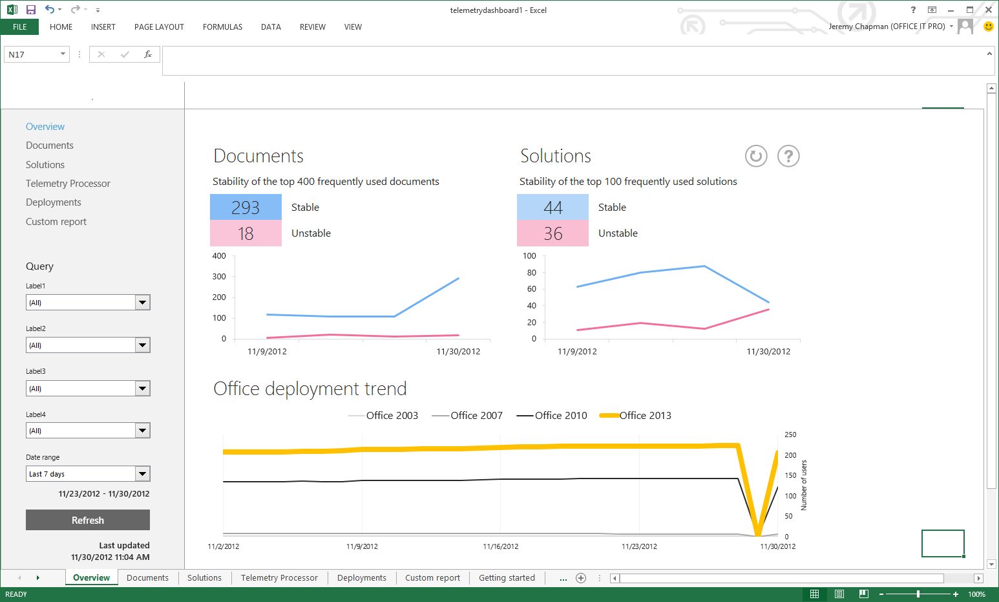 telemetrydashboard1 - Excel
?
FILE HOME INSERT PAGE LAYOUT FORMULAS DATA REVIEW VIEW
Jeremy Chapman (OFFICE IT PRO)
N17
fx
Overview
Documents
Solutions
Telemetry Processor
Deployments
Custom report
Query
Label1
(All)
Label2
(All)
Label3
(All)
Label4
(All)
Date range
Last 7 days
11/23/2012 - 11/30/2012
Refresh
Last updated
11/30/2012 11:04 AM
Documents
Stability of the top 400 frequently used documents
293 Stable
18 Unstable
400
300
200
100
0
11/9/2012 11/30/2012
Solutions
?
Stability of the top 100 frequently used solutions
44 Stable
36 Unstable
100
80
60
40
20
0
11/9/2012 11/30/2012
Office deployment trend
Office 2003 Office 2007 Office 2010 Office 2013
250
200
150
100
50
0
Number of users
11/2/2012 11/9/2012 11/16/2012 11/23/2012 11/30/2012
Overview Documents Solutions Telemetry Processor Deployments Custom report Getting started ...
READY
100%